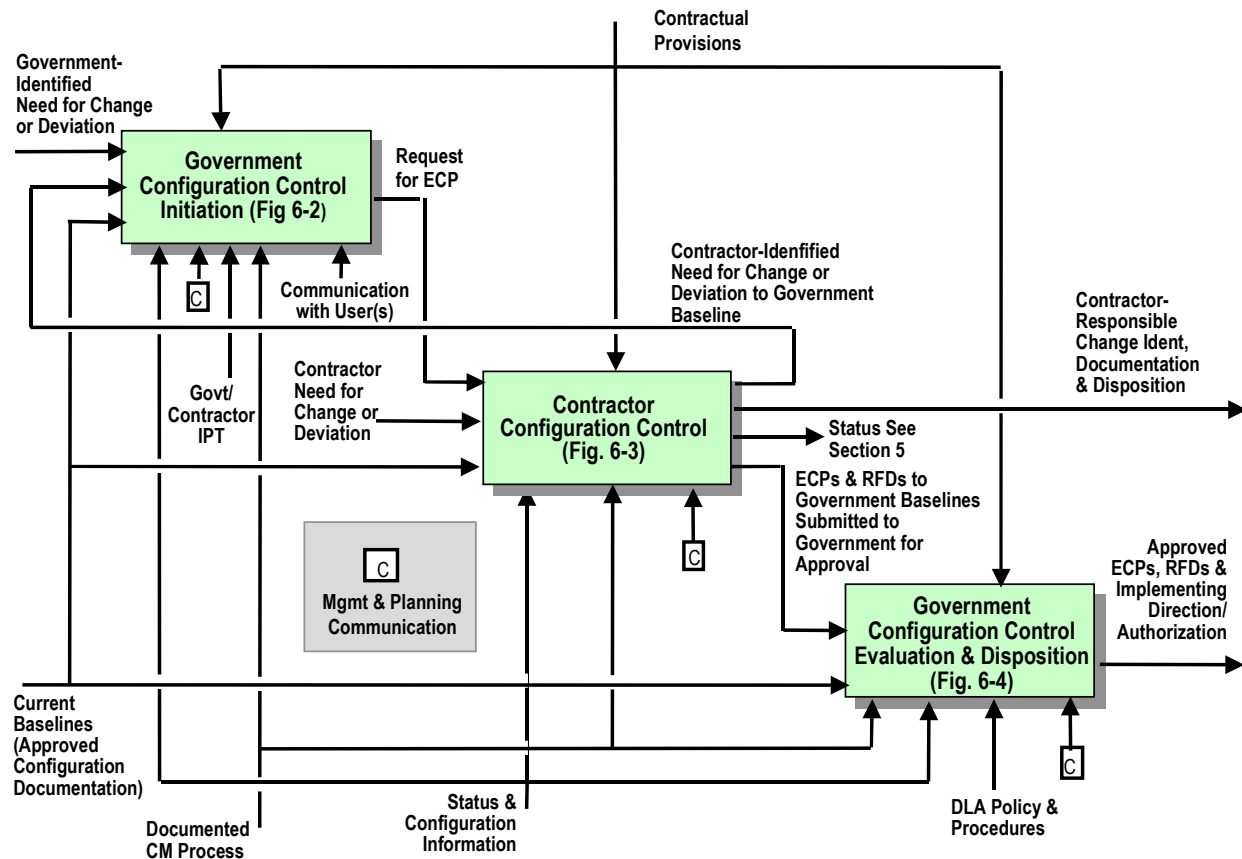 Contractual
Provisions
Government-
Identified
Need for Change
or Deviation
Government
Configuration Control
Initiation (Fig 6-2)
Request
for ECP
C
Communication
with User(s)
Contractor-Idenfified
Need for Change or
Deviation to Government
Baseline
Contractor-
Responsible
Change Ident,
Documentation
& Disposition
Govt/
Contractor
IPT
Contractor
Need for
Change or
Deviation
Contractor
Configuration Control
(Fig. 6-3)
Status See
Section 5
ECPs & RFDs to
Government Baselines
Submitted to
Government for
Approval
C
C
Mgmt & Planning
Communication
Approved
ECPs, RFDs &
Implementing
Direction/
Authorization
Government
Configuration Control
Evaluation & Disposition
(Fig. 6-4)
Current
Baselines
(Approved
Configuration
Documentation)
C
Documented
CM Process
Status &
Configuration
Information
DLA Policy &
Procedures